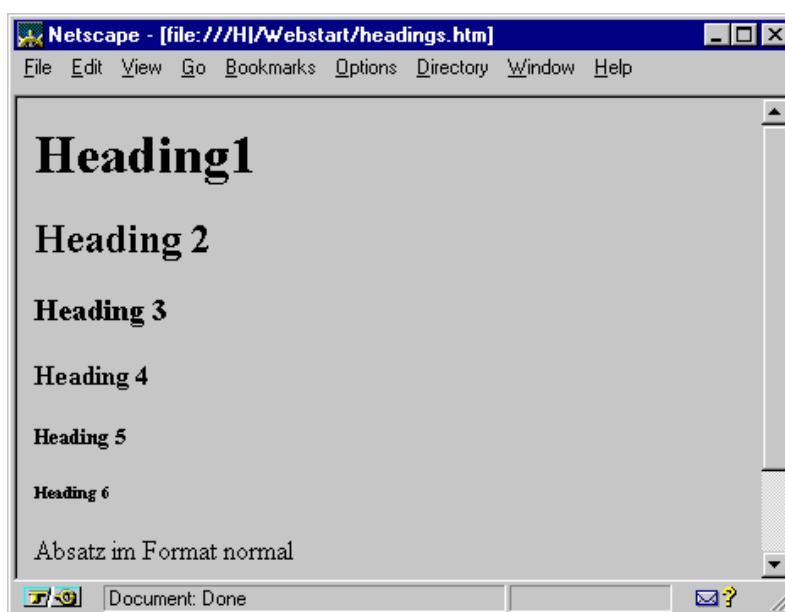 Netscape - [file:///H|/Webstart/headings.htm]
File Edit View Go Bookmarks Options Directory Window Help
Heading1
Heading 2
Heading 3
Heading 4
Heading 5
Heading 6
Absatz im Format normal
Document: Done